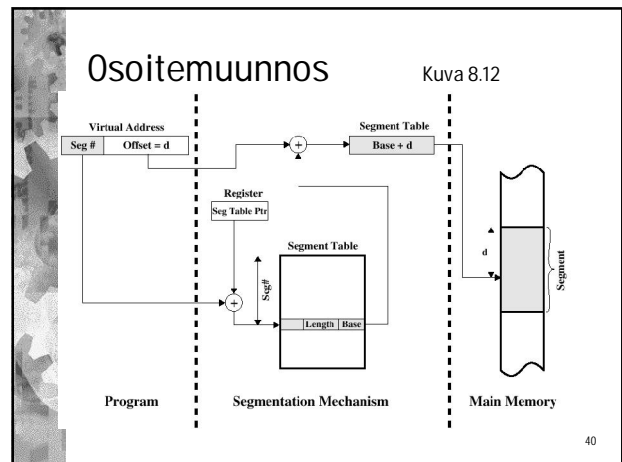 Osoitemuunnos
Kuva 8.12
Virtual Address
Seg #
Offset = d
+
Segment Table
Base + d
Register
Seg Table Ptr
Segment Table
Seg#
+
Length
Base
d
Segment
Program
Segmentation Mechanism
Main Memory
40